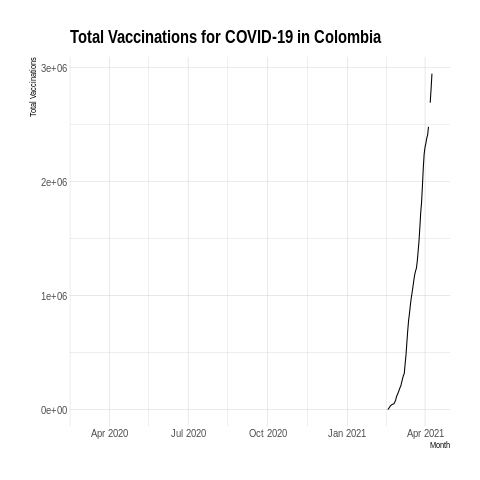 Total Vaccinations for COVID-19 in Colombia
Total Vaccinations
3e+06
2e+06
1e+06
0e+00
Apr 2020
Jul 2020
Oct 2020
Jan 2021
Apr 2021
Month